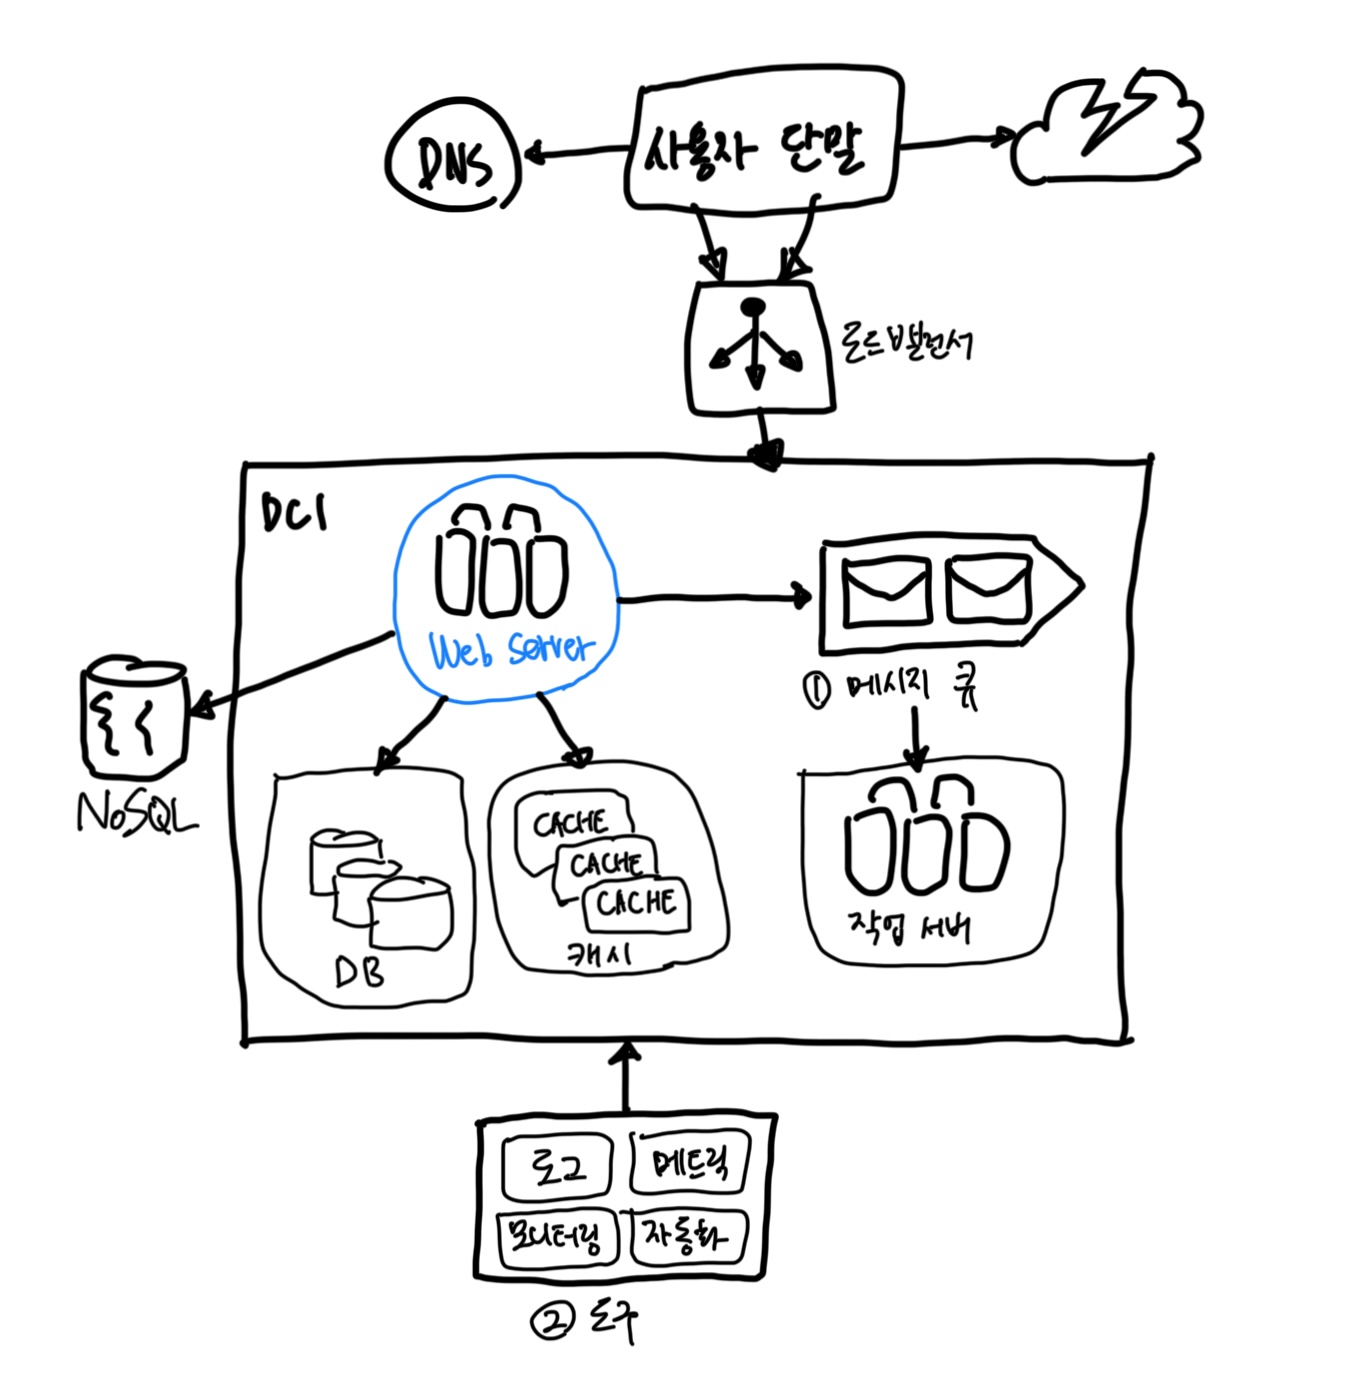 DNS
사용자 단말
로드밸런서
DC1
Web Server
① 메시지 큐
NoSQL
DB
CACHE
CACHE
CACHE
캐시
작업 서버
로그
메트릭
모니터링
자동화
② 도구